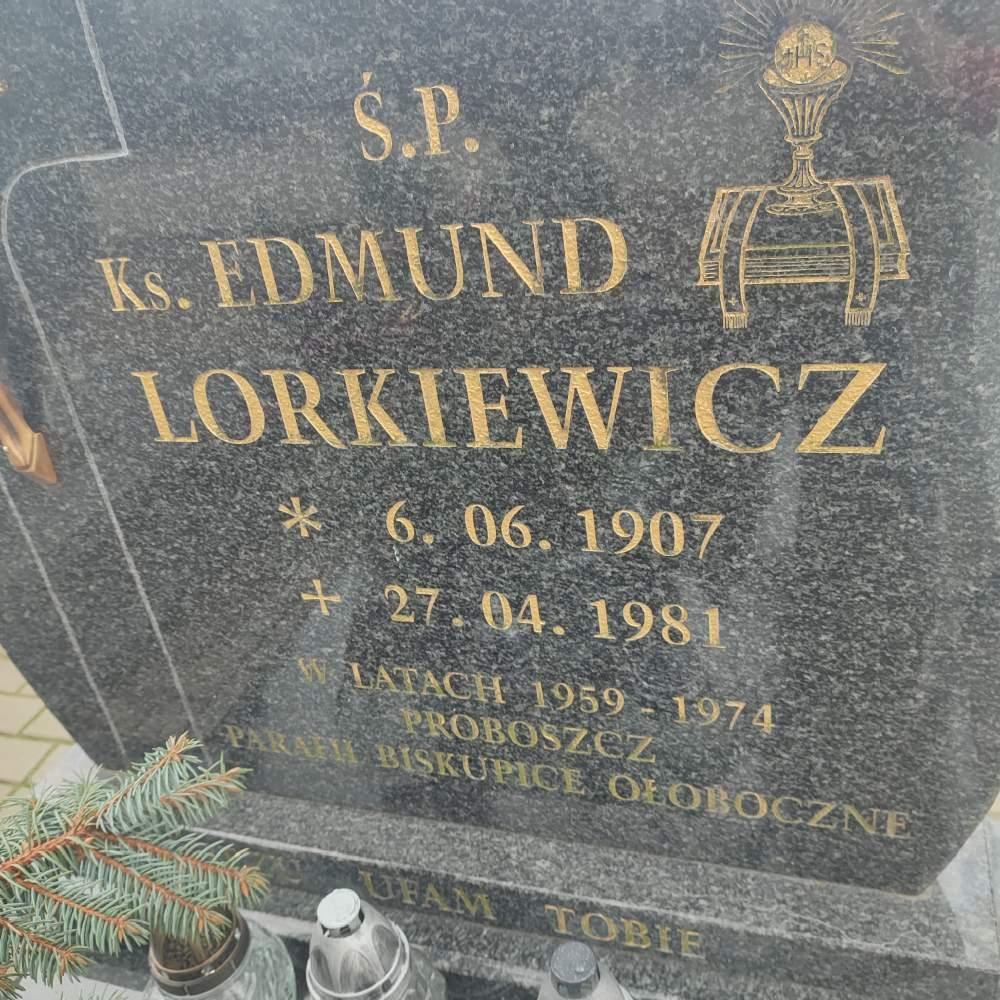 IHS
Ś.P.
Ks. EDMUND
LORKIEWICZ
* 6. 06. 1907
+ 27. 04. 1981
W LATACH 1959 - 1974
PROBOSZCZ
PARAFII BISKUPICE OŁOBOCZNE
UFAM TOBIE